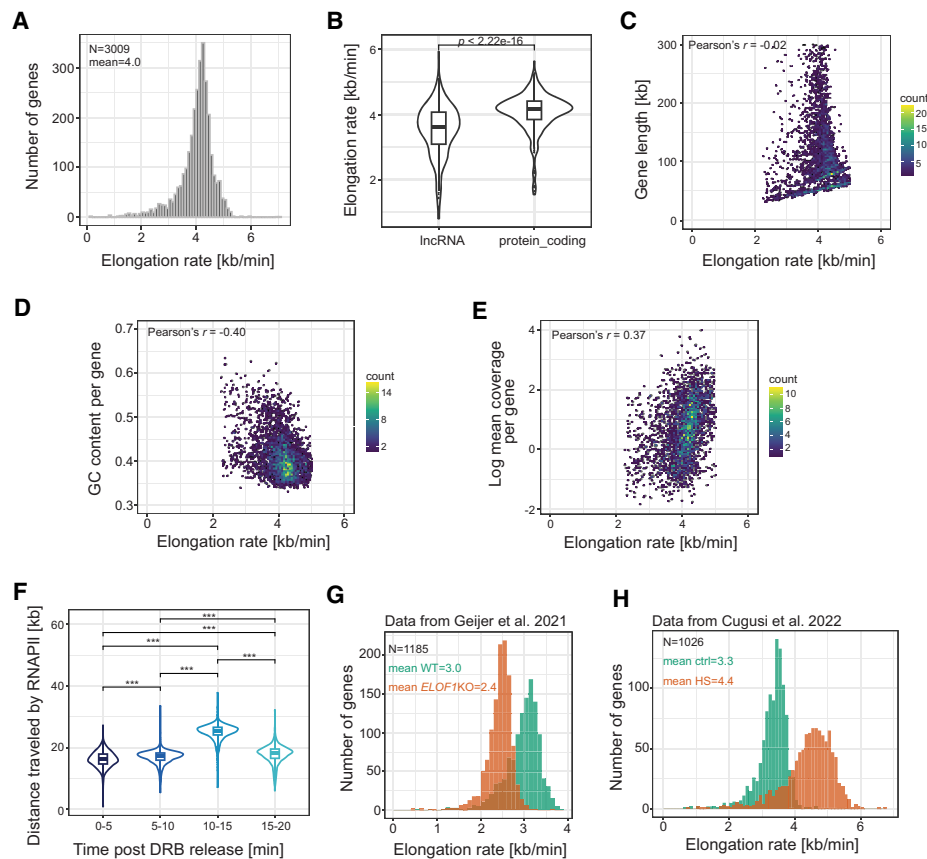 A
N=3009
mean=4.0
Number of genes
300
200
100
0
0 2 4 6
Elongation rate [kb/min]
B
p < 2.22e-16
Elongation rate [kb/min]
6
4
2
lncRNA protein_coding
C
Pearson's r = -0.02
Gene length [kb]
300
200
100
0
0 2 4 6
Elongation rate [kb/min]
count
20
15
10
5
D
Pearson's r = -0.40
GC content per gene
0.7
0.6
0.5
0.4
0.3
0 2 4 6
Elongation rate [kb/min]
count
14
8
2
E
Pearson's r = 0.37
Log mean coverage
per gene
4
2
0
-2
0 2 4 6
Elongation rate [kb/min]
count
10
8
6
4
2
F
Distance traveled by RNAPII [kb]
60
40
20
0
***
***
***
***
***
***
0-5 5-10 10-15 15-20
Time post DRB release [min]
G
Data from Geijer et al. 2021
N=1185
mean WT=3.0
mean ELOF1KO=2.4
Number of genes
200
150
100
50
0
0 1 2 3 4
Elongation rate [kb/min]
H
Data from Cugusi et al. 2022
N=1026
mean ctrl=3.3
mean HS=4.4
Number of genes
100
50
0
0 2 4 6
Elongation rate [kb/min]